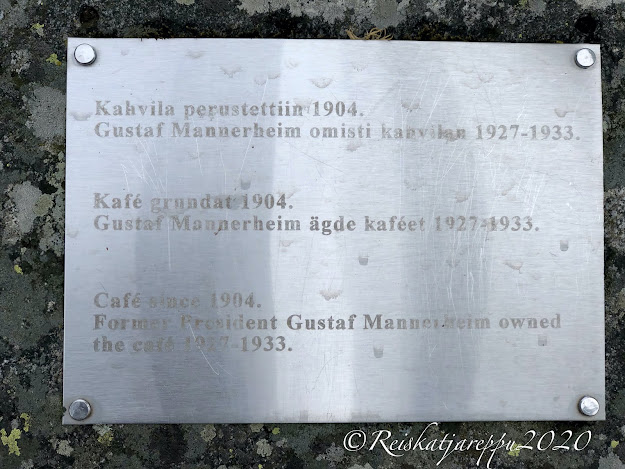 Kahvila perustettiin 1904.
Gustaf Mannerheim omisti kahvilan 1927-1933.
Kafé grundat 1904.
Gustaf Mannerheim ägde kaféet 1927-1933.
Café since 1904.
Former President Gustaf Mannerheim owned
the café 1927-1933.
©Reiskatjareppu2020